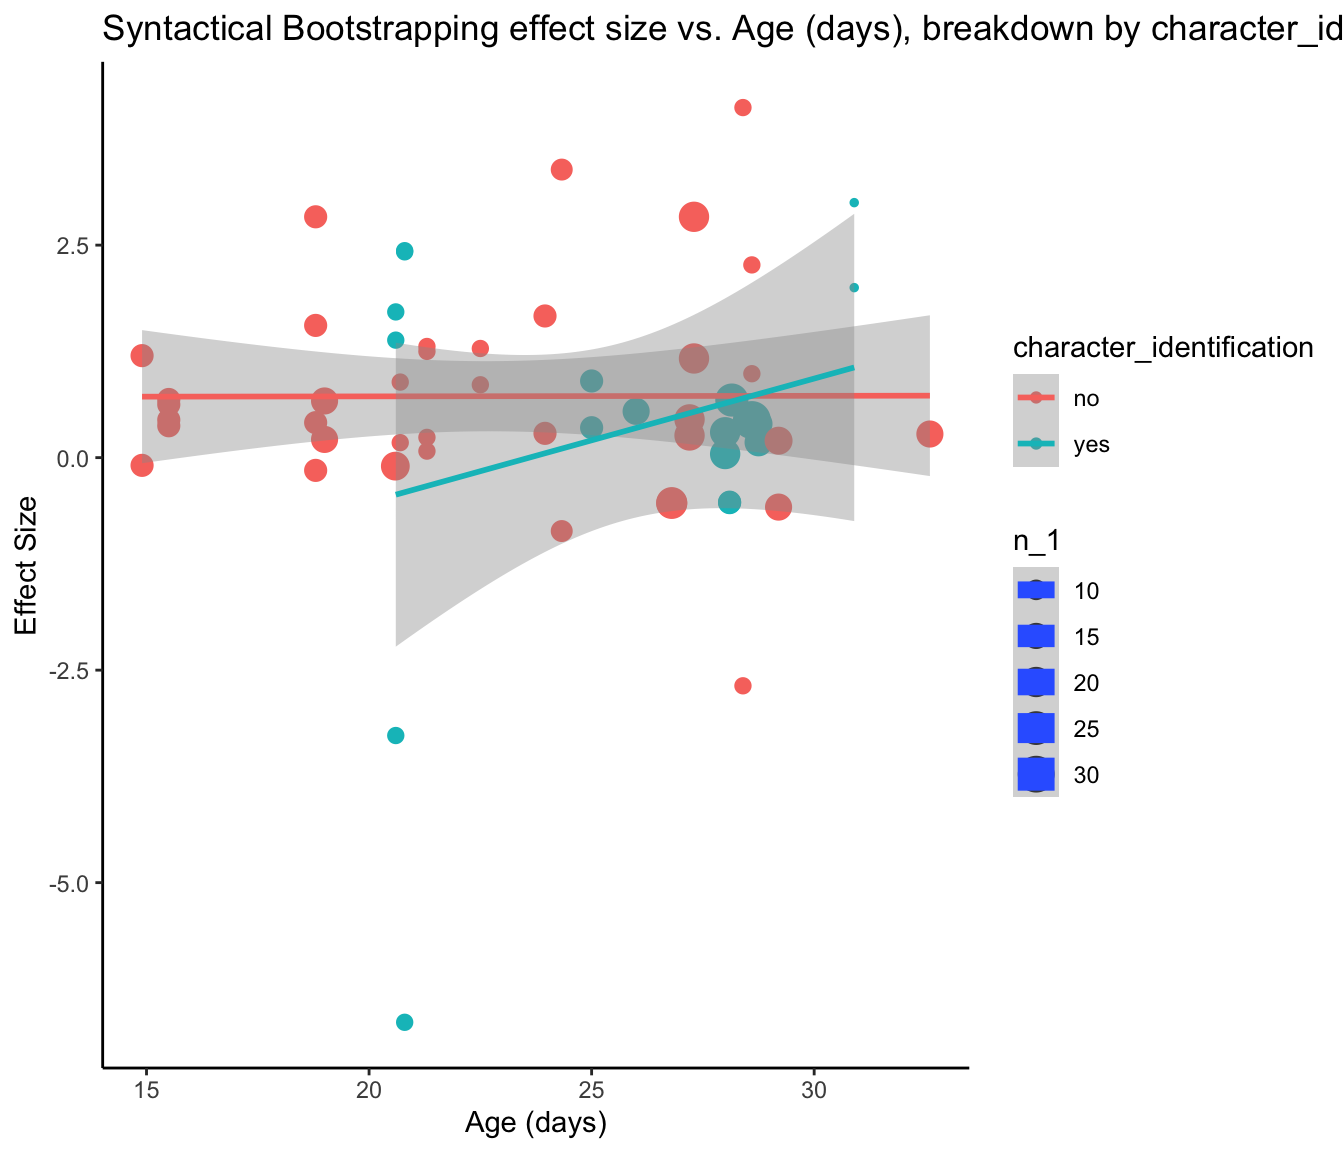 Syntactical Bootstrapping effect size vs. Age (days), breakdown by character_id
2.5
0.0
-2.5
-5.0
Effect Size
15 20 25 30
Age (days)
character_identification
no
yes
n_1
10
15
20
25
30